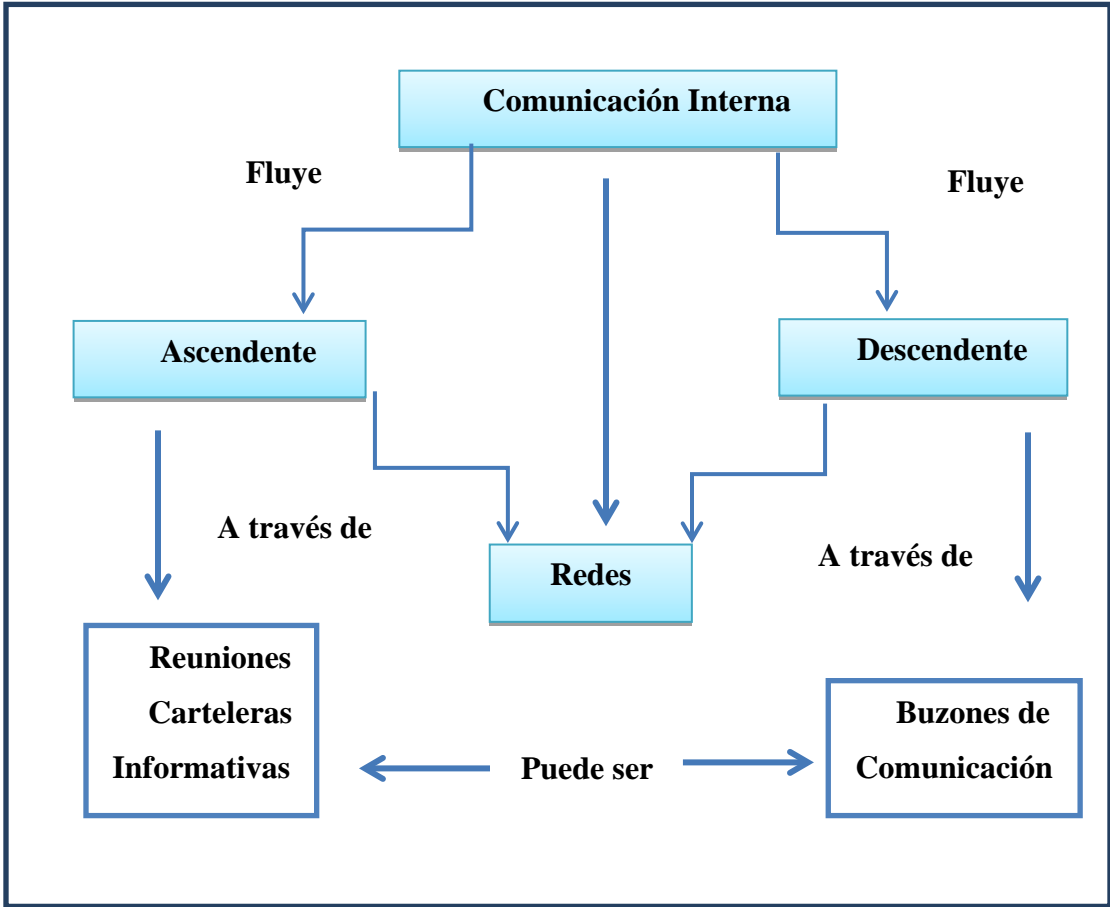 Comunicación Interna
Fluye
Fluye
Ascendente
Descendente
A través de
Redes
A través de
Reuniones
Carteleras
Informativas
Puede ser
Buzones de
Comunicación